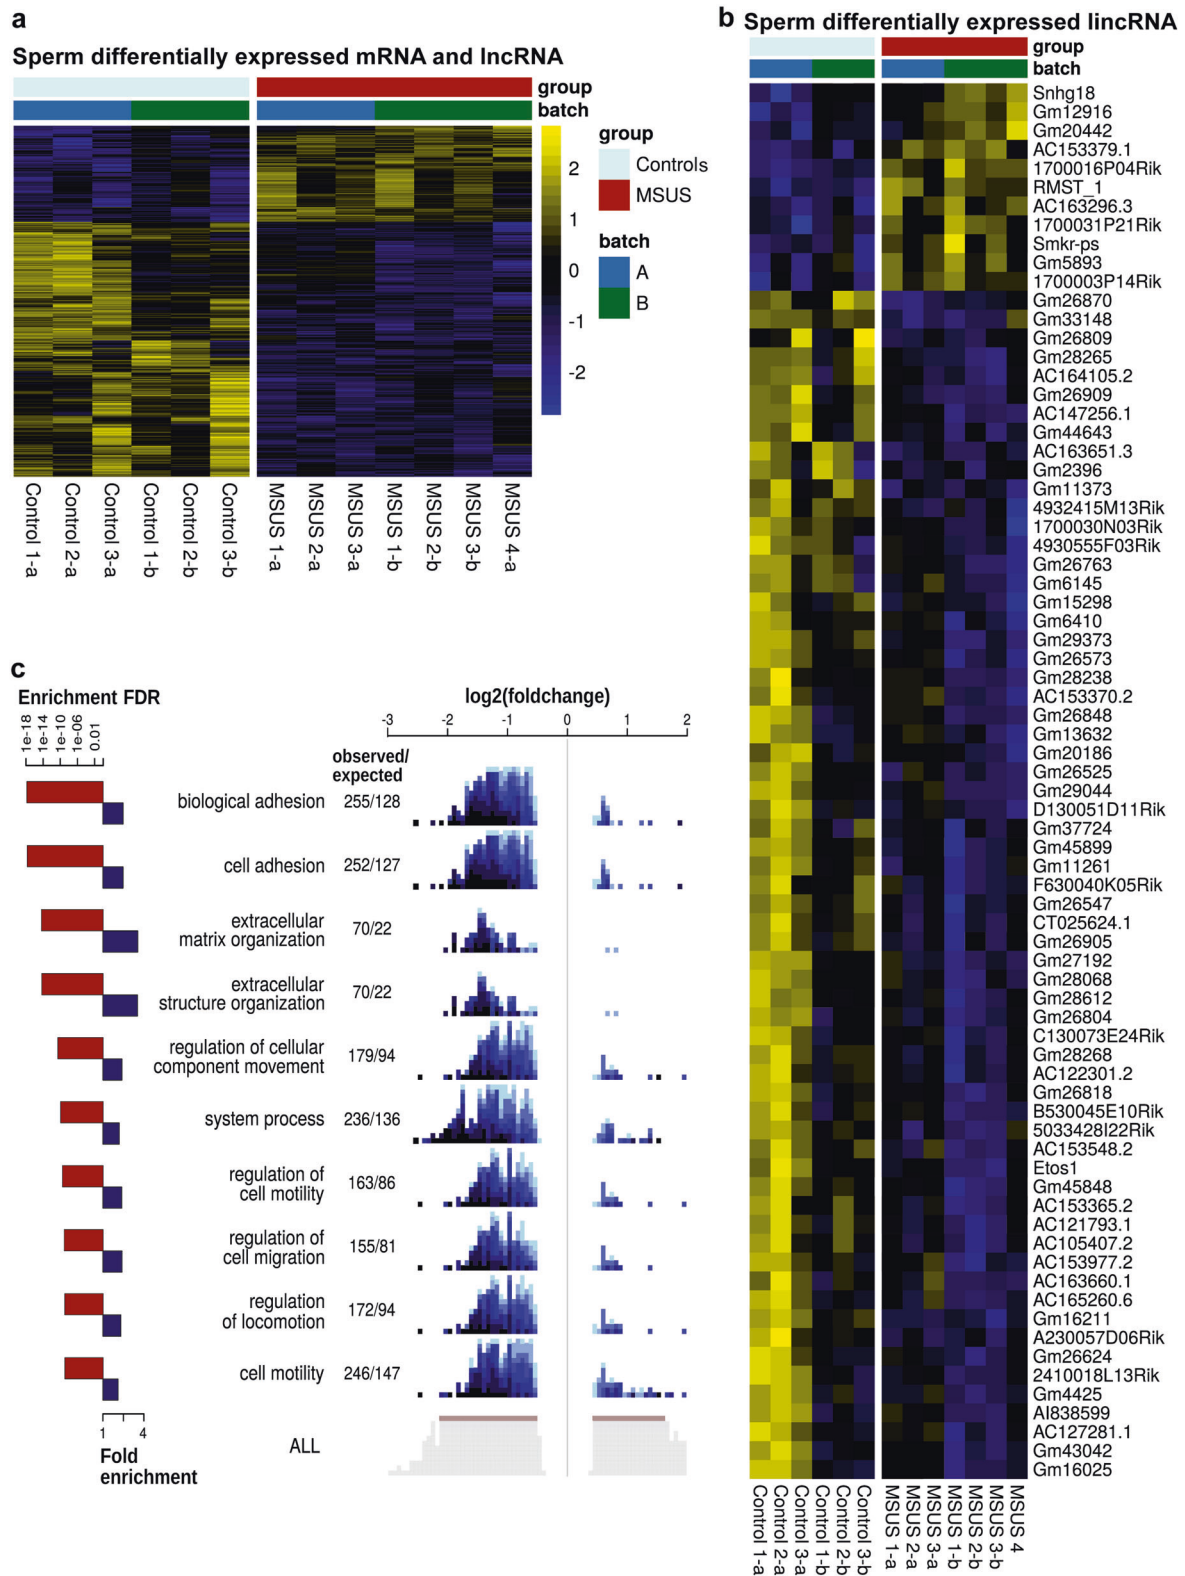 a
Sperm differentially expressed mRNA and lncRNA
group
batch
2
1
0
-1
-2
group
Controls
MSUS
batch
A
B
Control 1-a
Control 2-a
Control 3-a
Control 1-b
Control 2-b
Control 3-b
MSUS 1-a
MSUS 2-a
MSUS 3-a
MSUS 1-b
MSUS 2-b
MSUS 3-b
MSUS 4-a
b
Sperm differentially expressed lincRNA
group
batch
Snhg18
Gm12916
Gm20442
AC153379.1
1700016P04Rik
RMST_1
AC163296.3
1700031P21Rik
Smkr-ps
Gm5893
1700003P14Rik
Gm26870
Gm33148
Gm26809
Gm28265
AC164105.2
Gm26909
AC147256.1
Gm44643
AC163651.3
Gm2396
Gm11373
4932415M13Rik
1700030N03Rik
4930555F03Rik
Gm26763
Gm6145
Gm15298
Gm6410
Gm29373
Gm26573
Gm28238
AC153370.2
Gm26848
Gm13632
Gm20186
Gm26525
Gm29044
D130051D11Rik
Gm37724
Gm45899
Gm11261
F630040K05Rik
Gm26547
CT025624.1
Gm26905
Gm27192
Gm28068
Gm28612
Gm26804
C130073E24Rik
Gm28268
AC122301.2
Gm26818
B530045E10Rik
5033428I22Rik
AC153548.2
Etos1
Gm45848
AC153365.2
AC121793.1
AC105407.2
AC153977.2
AC163660.1
AC165260.6
Gm16211
A230057D06Rik
Gm26624
2410018L13Rik
Gm4425
AI838599
AC127281.1
Gm43042
Gm16025
Control 1-a
Control 2-a
Control 3-a
Control 1-b
Control 2-b
Control 3-b
MSUS 1-a
MSUS 2-a
MSUS 3-a
MSUS 1-b
MSUS 2-b
MSUS 3-b
MSUS 4
c
Enrichment FDR
1e-18
1e-14
1e-10
1e-06
0.01
log2(foldchange)
-3 -2 -1 0 1 2
observed/
expected
biological adhesion 255/128
cell adhesion 252/127
extracellular
matrix organization 70/22
extracellular
structure organization 70/22
regulation of cellular
component movement 179/94
system process 236/136
regulation of
cell motility 163/86
regulation of
cell migration 155/81
regulation
of locomotion 172/94
cell motility 246/147
ALL
1 4
Fold
enrichment